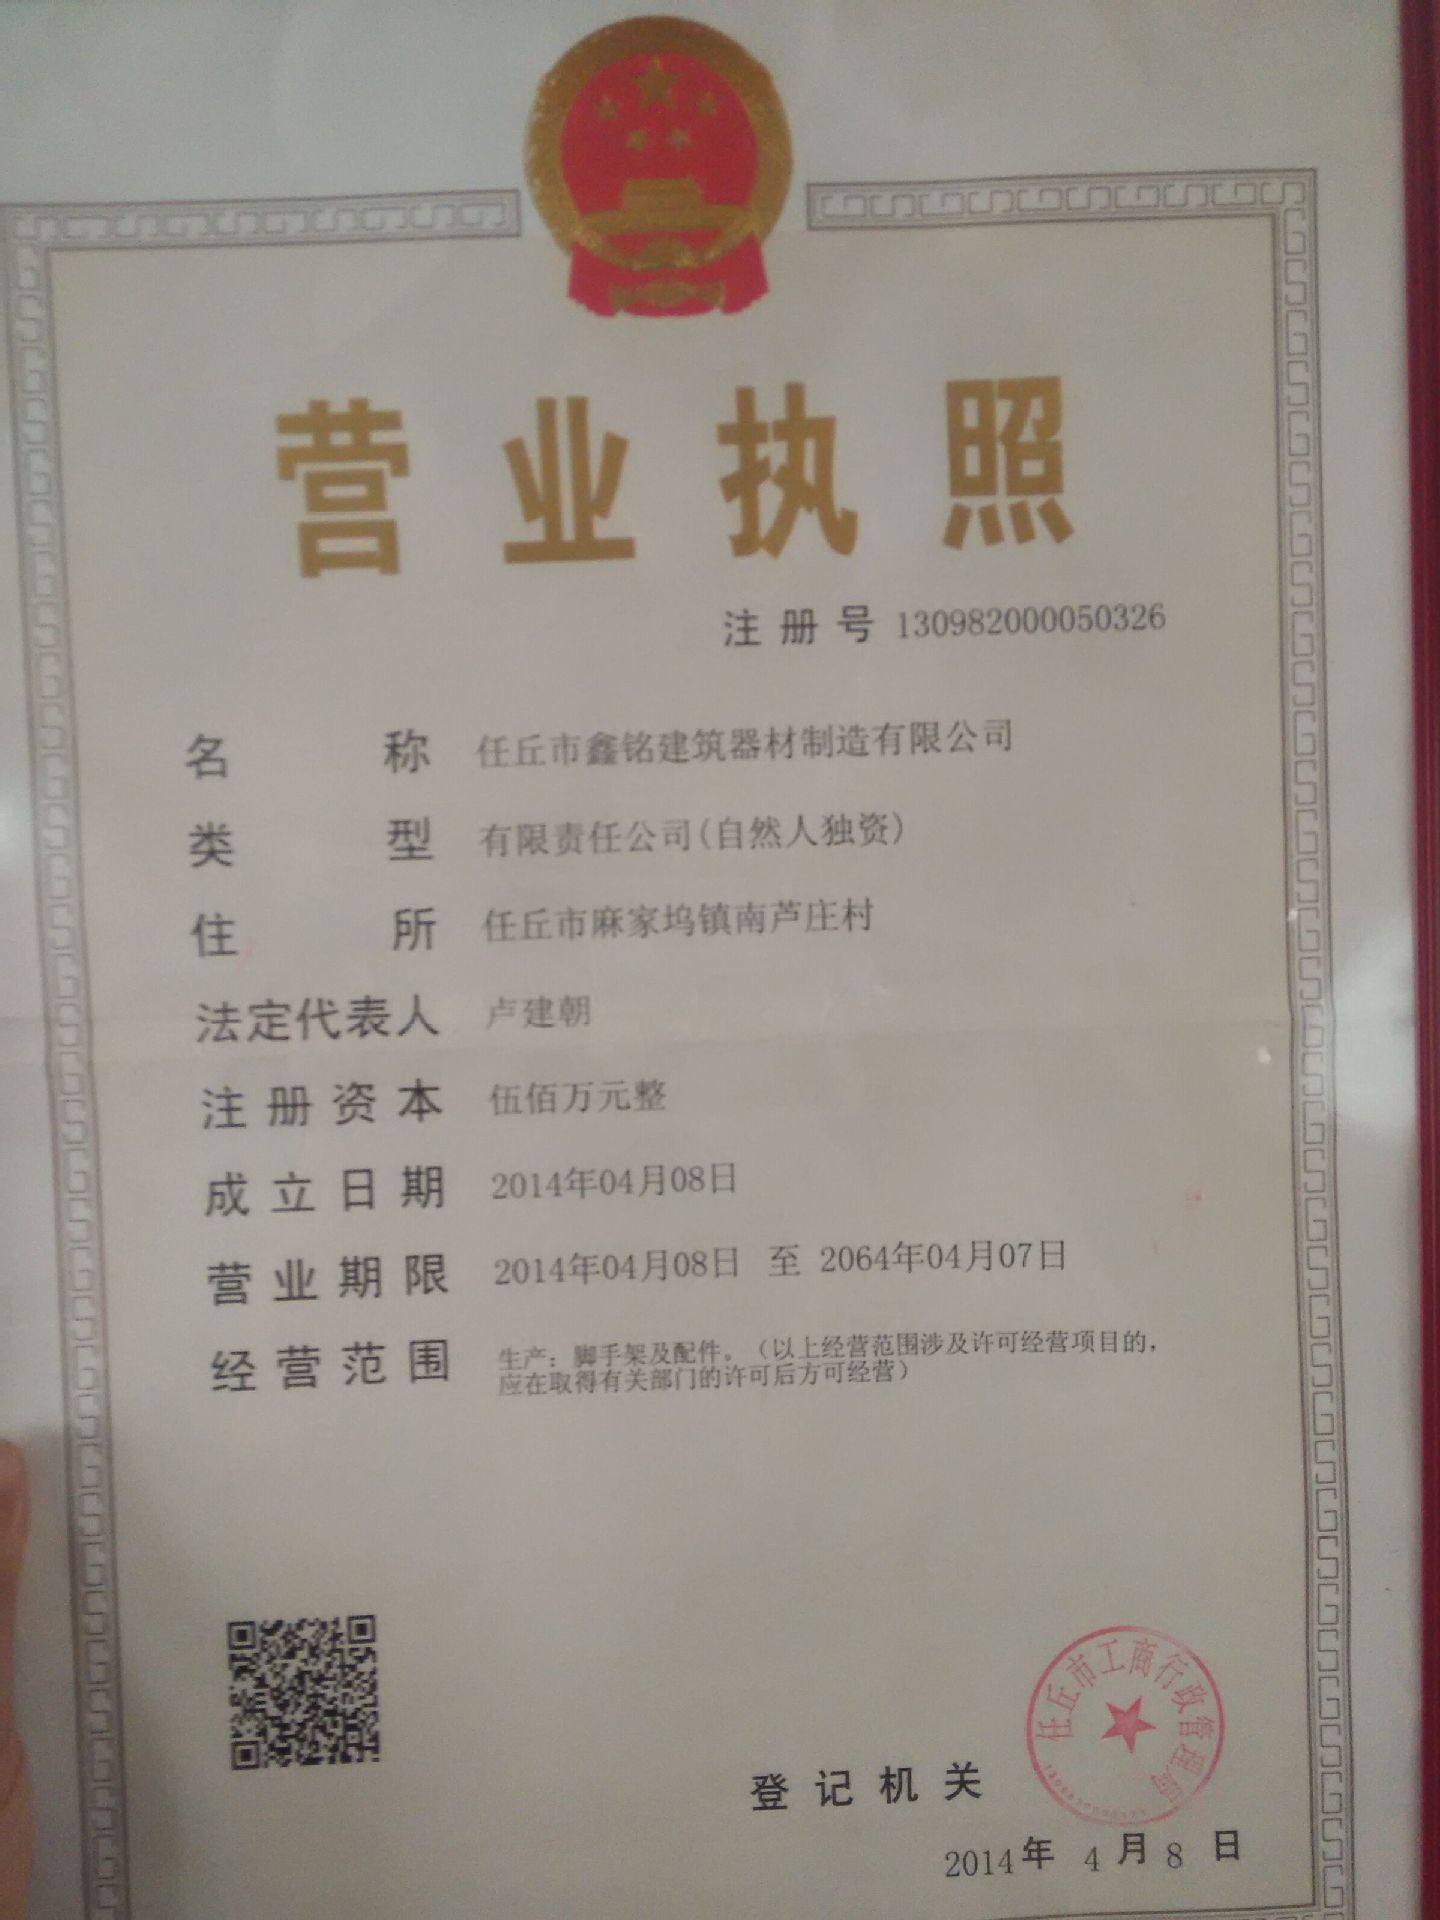 营业执照
注册号 130982000050326
名称 任丘市鑫铭建筑器材制造有限公司
类型 有限责任公司(自然人独资)
住所 任丘市麻家坞镇南芦庄村
法定代表人 卢建朝
注册资本 伍佰万元整
成立日期 2014年04月08日
营业期限 2014年04月08日 至 2064年04月07日
经营范围 生产：脚手架及配件。（以上经营范围涉及许可经营项目的，
应在取得有关部门的许可后方可经营）
任丘市工商行政管理局
登记机关
2014年 4月 8日